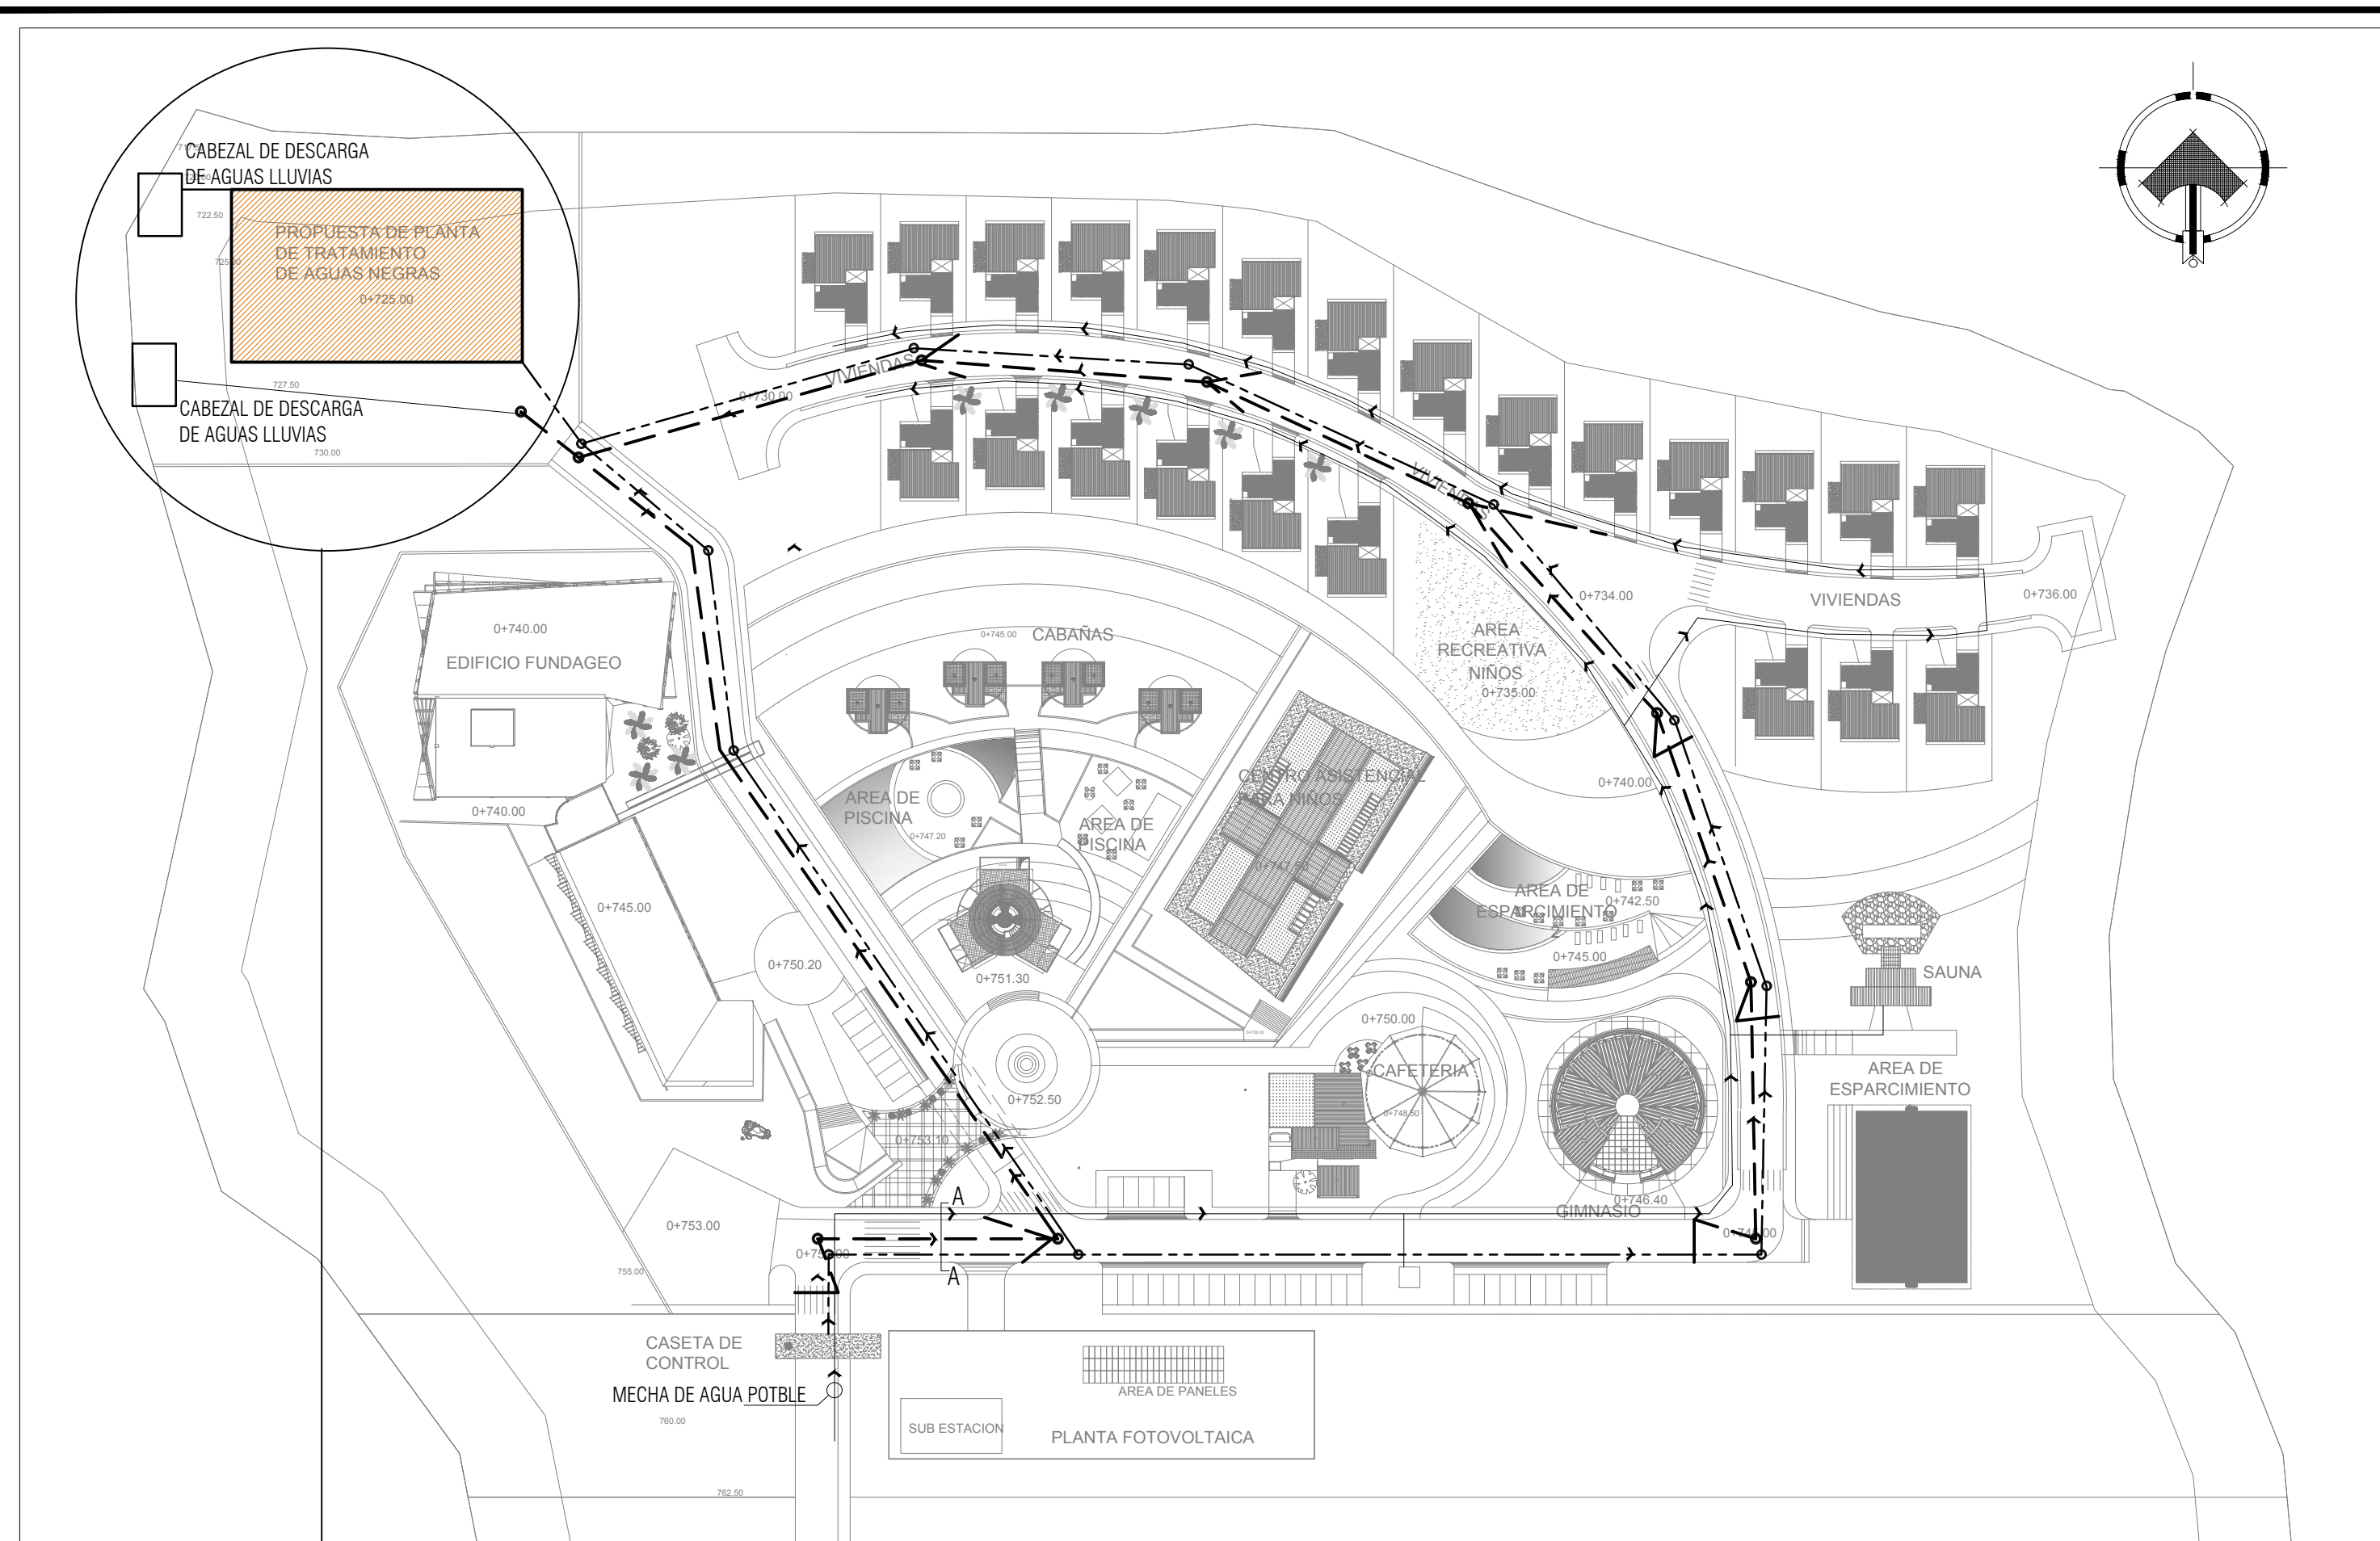 CABEZAL DE DESCARGA
DE AGUAS LLUVIAS
722.50
PROPUESTA DE PLANTA
DE TRATAMIENTO
DE AGUAS NEGRAS
0+725.00
727.50
CABEZAL DE DESCARGA
DE AGUAS LLUVIAS
730.00
VIVIENDAS
0+730.00
VIVIENDAS
0+734.00
VIVIENDAS
0+736.00
AREA
RECREATIVA
NIÑOS
0+735.00
0+740.00
EDIFICIO FUNDAGEO
0+740.00
0+745.00
CABAÑAS
0+745.00
AREA DE
PISCINA
0+747.20
AREA DE
PISCINA
CENTRO ASISTENCIAL
PARA NIÑOS
0+747.50
0+740.00
AREA DE
ESPARCIMIENTO
2
0+742.50
0+745.00
SAUNA
0+750.20
0+751.30
0+750.00
CAFETERIA
0+748.50
0+752.50
0+753.10
AREA DE
ESPARCIMIENTO
0+746.40
GIMNASIO
0+753.00
A
A
755.00
CASETA DE
CONTROL
MECHA DE AGUA POTBLE
760.00
AREA DE PANELES
SUB ESTACION
PLANTA FOTOVOLTAICA
762.50